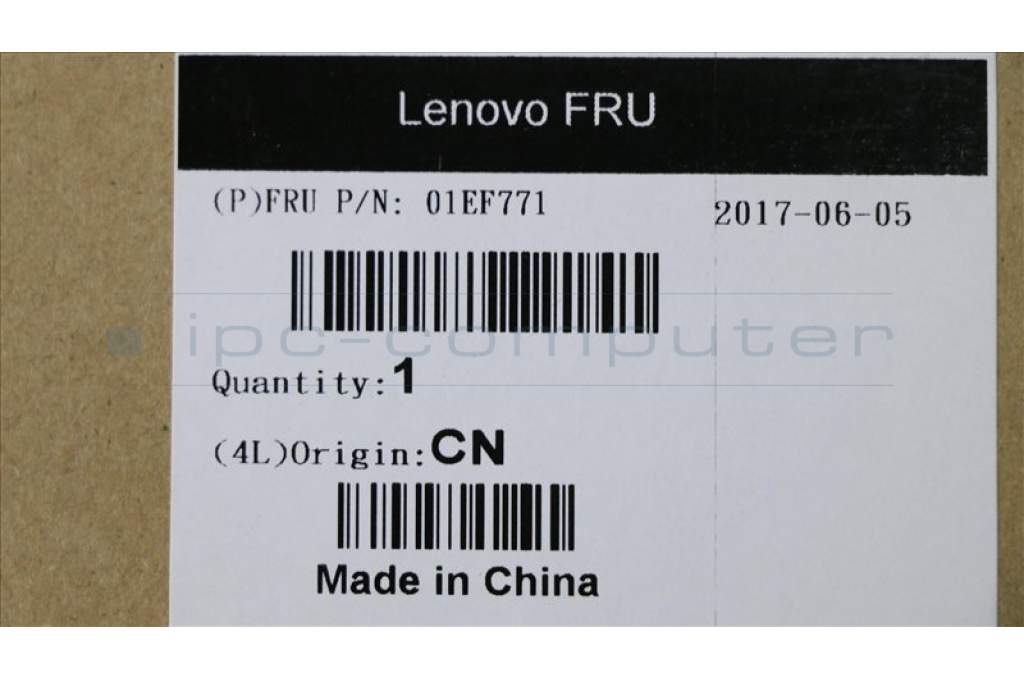 Lenovo FRU
(P)FRU P/N: 01EF771
2017-06-05
ipc-computer
Quantity:1
(4L)Origin:CN
Made in China